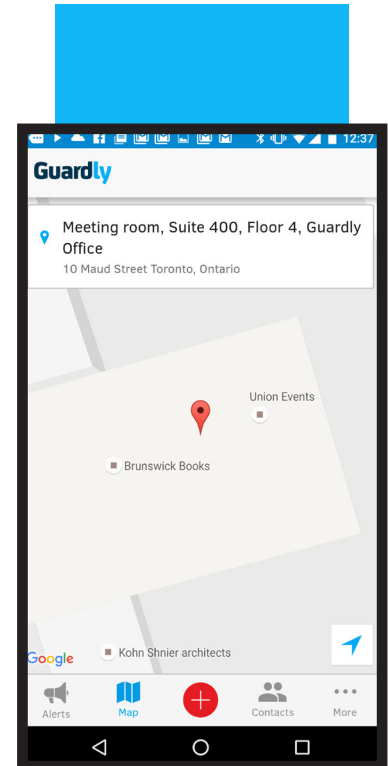 12:37
Guardly
Meeting room, Suite 400, Floor 4, Guardly
Office
10 Maud Street Toronto, Ontario
Union Events
Brunswick Books
Kohn Shnier architects
Google
Alerts
Map
Contacts
More